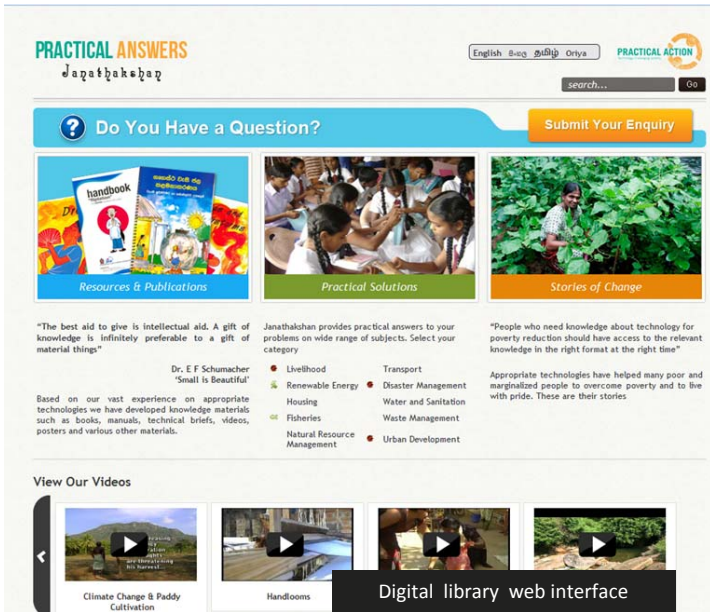 PRACTICAL ANSWERS
Janathakshan
English සිංහල தமிழ் Oriya
PRACTICAL ACTION
search...
Go
? Do You Have a Question?
Submit Your Enquiry
handbook
Resources & Publications
Practical Solutions
Stories of Change
“The best aid to give is intellectual aid. A gift of
knowledge is infinitely preferable to a gift of
material things”
Dr. E F Schumacher
‘Small is Beautiful’
Based on our vast experience on appropriate
technologies we have developed knowledge materials
such as books, manuals, technical briefs, videos,
posters and various other materials.
Janathakshan provides practical answers to your
problems on wide range of subjects. Select your
category
Livelihood
Renewable Energy
Housing
Fisheries
Natural Resource
Management
Transport
Disaster Management
Water and Sanitation
Waste Management
Urban Development
“People who need knowledge about technology for
poverty reduction should have access to the relevant
knowledge in the right format at the right time”
Appropriate technologies have helped many poor and
marginalized people to overcome poverty and to live
with pride. These are their stories
View Our Videos
are threatening
his harvest...
Climate Change & Paddy
Cultivation
Handlooms
Digital library web interface